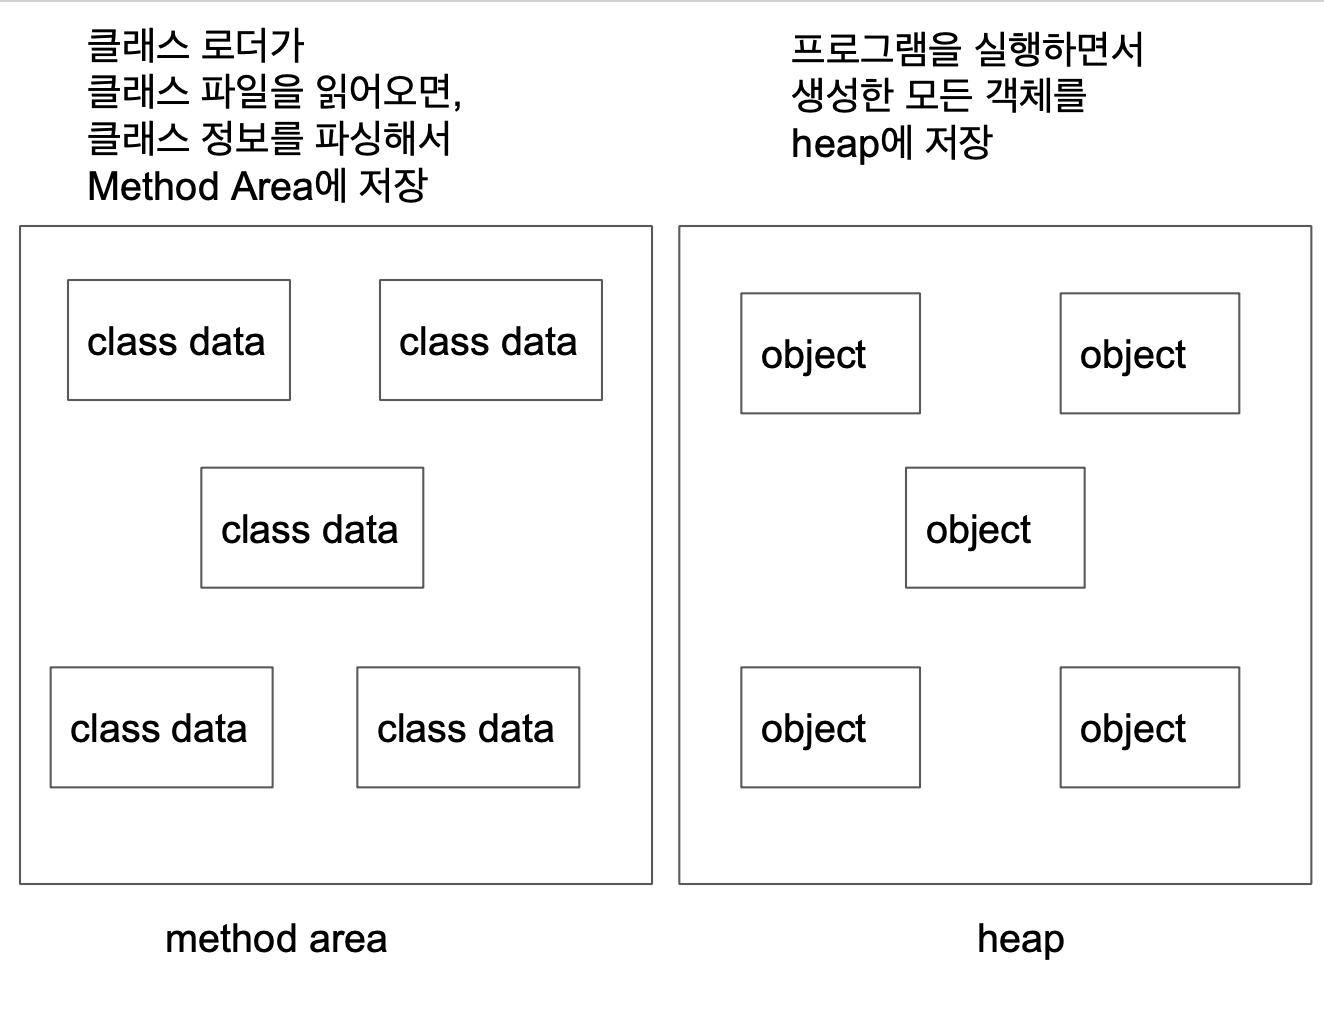 클래스 로더가
클래스 파일을 읽어오면,
클래스 정보를 파싱해서
Method Area에 저장
프로그램을 실행하면서
생성한 모든 객체를
heap에 저장
class data
class data
class data
class data
class data
object
object
object
object
object
method area
heap